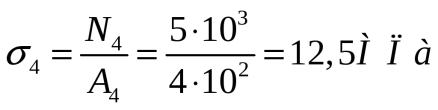 σ₄ = N₄/A₄ = 5·10³/4·10² = 12,5Ì Ï à